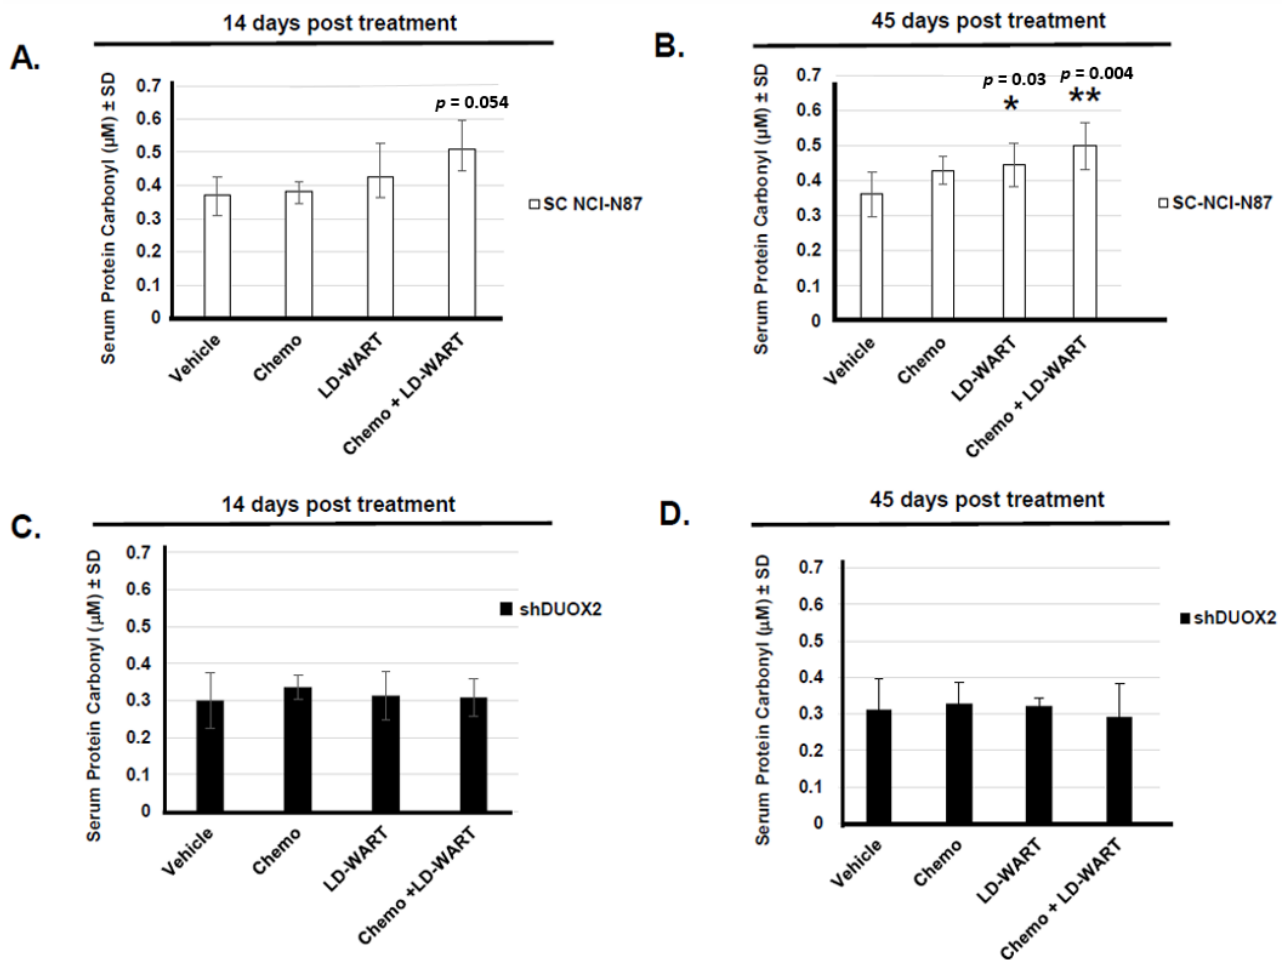 A.
14 days post treatment
Serum Protein Carbonyl (µM) ± SD
0.7
0.6
0.5
0.4
0.3
0.2
0.1
0
p = 0.054
SC NCI-N87
Vehicle
Chemo
LD-WART
Chemo + LD-WART
B.
45 days post treatment
Serum Protein Carbonyl (µM) ± SD
0.7
0.6
0.5
0.4
0.3
0.2
0.1
0
p = 0.03
p = 0.004
*
**
SC-NCI-N87
Vehicle
Chemo
LD-WART
Chemo + LD-WART
C.
14 days post treatment
Serum Protein Carbonyl (µM) ± SD
0.7
0.6
0.5
0.4
0.3
0.2
0.1
0
shDUOX2
Vehicle
Chemo
LD-WART
Chemo +LD-WART
D.
45 days post treatment
Serum Protein Carbonyl (µM) ± SD
0.7
0.6
0.5
0.4
0.3
0.2
0.1
0
shDUOX2
Vehicle
Chemo
LD-WART
Chemo + LD-WART